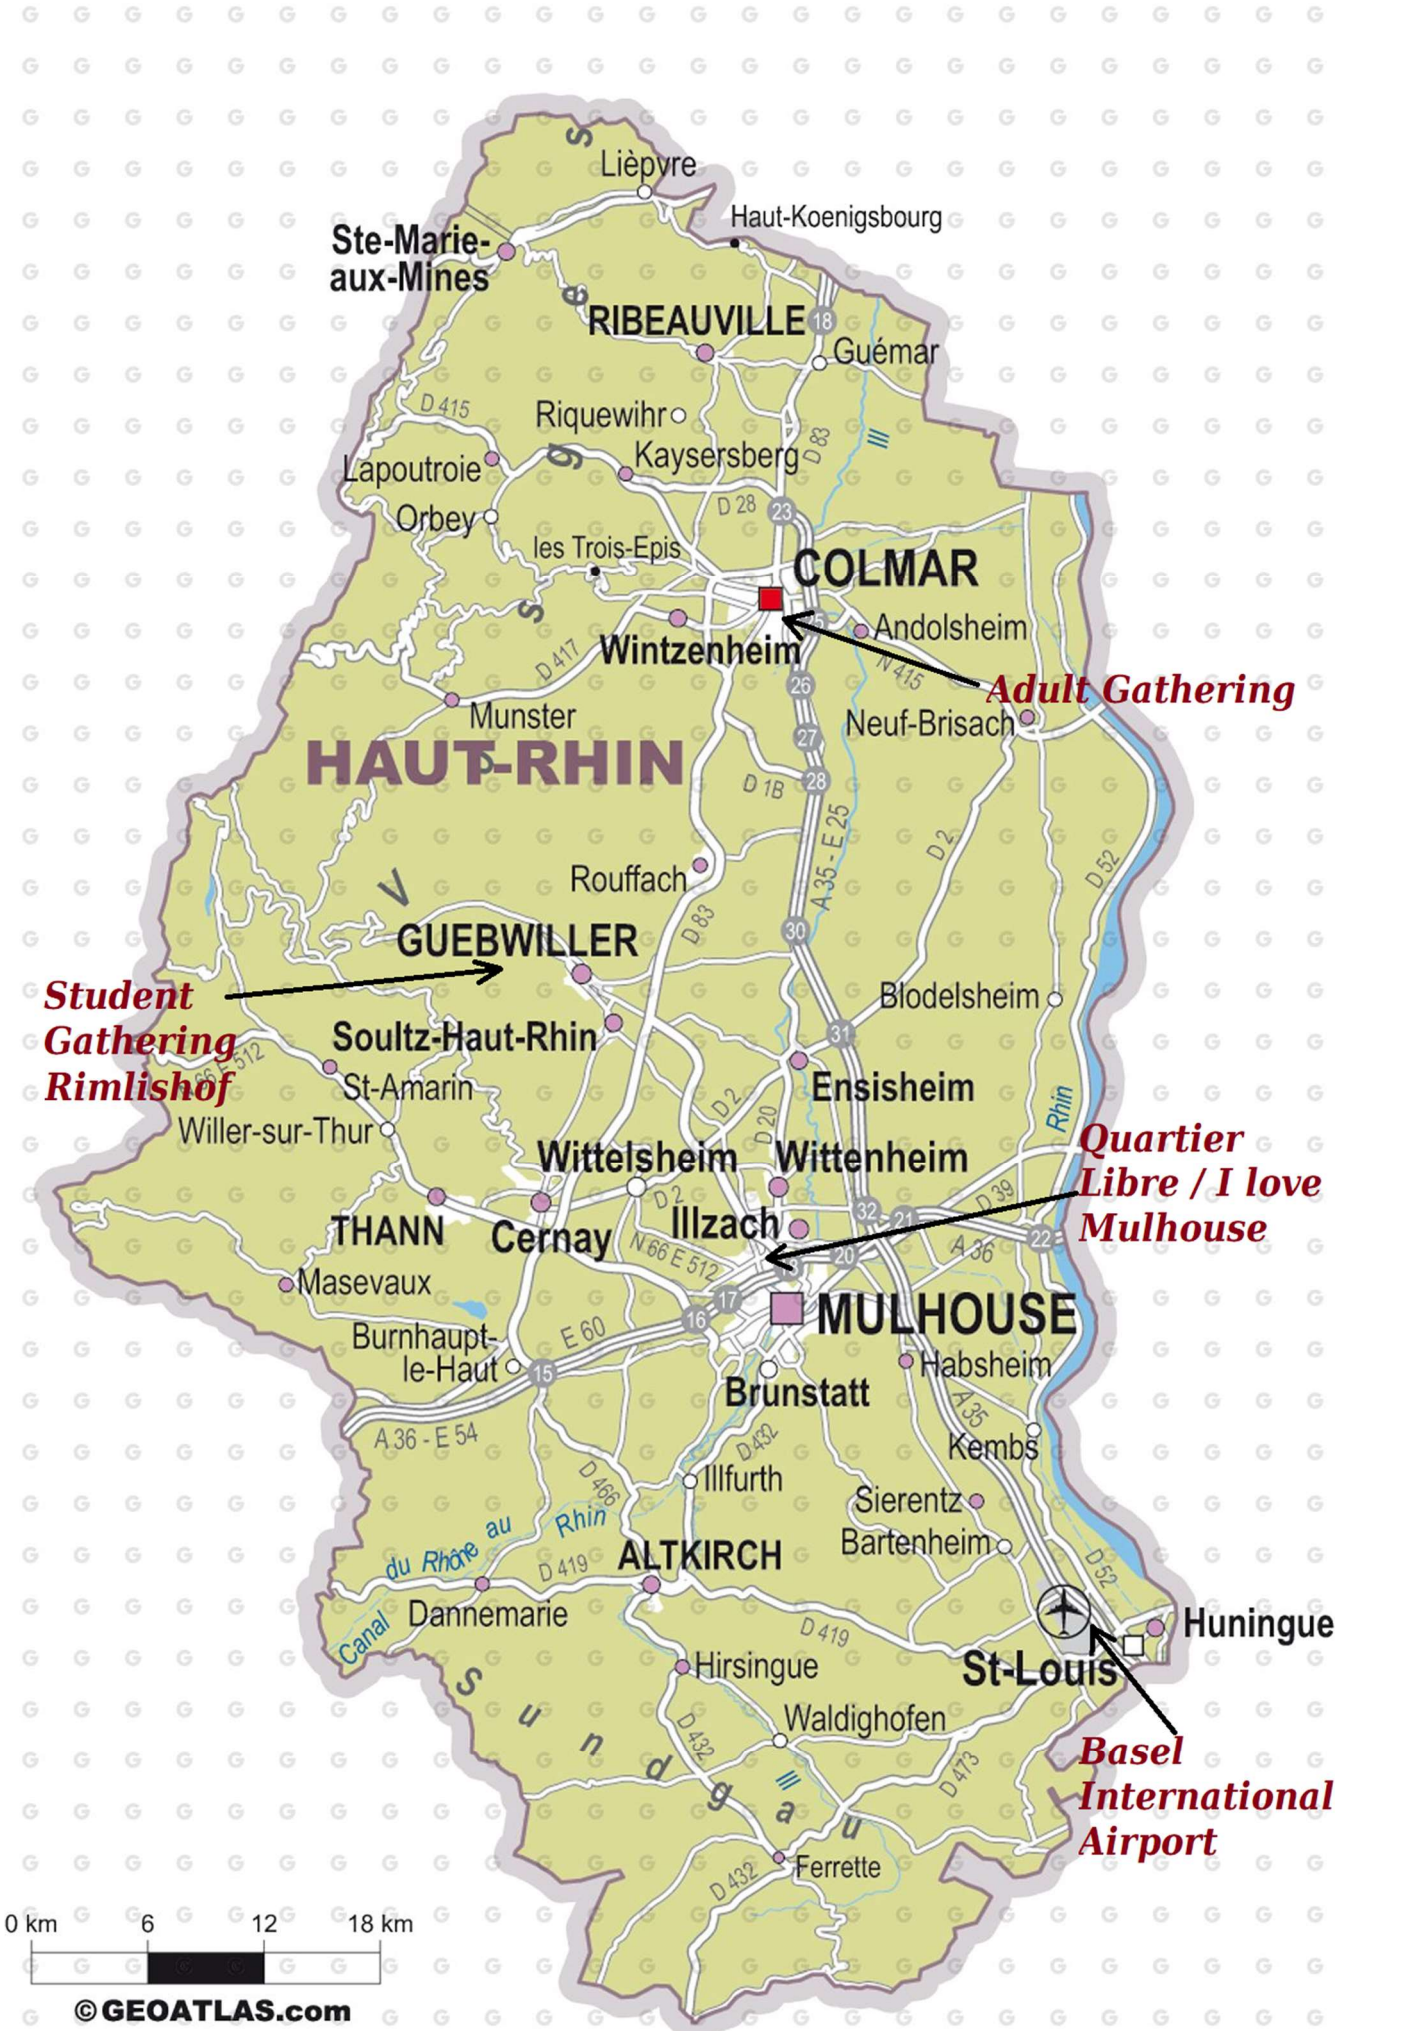 Lièpvre
Haut-Koenigsbourg
Ste-Marie-
aux-Mines
RIBEAUVILLE
18
Guémar
D 415
Riquewihr
D 83
Ill
Kaysersberg
Lapoutroie
D 28
23
Orbey
les Trois-Epis
COLMAR
25
Andolsheim
Wintzenheim
D 417
N 415
26
Adult Gathering
Munster
Neuf-Brisach
27
HAUT-RHIN
28
D 1B
A 35 - E 25
D 2
D 52
Rouffach
D 83
30
GUEBWILLER
V o s g e s
Student
Gathering
Rimlishof
Blodelsheim
Soultz-Haut-Rhin
31
N 66 E 512
St-Amarin
Ensisheim
Rhin
Willer-sur-Thur
D 2
D 20
Quartier
Libre / I love
Mulhouse
Wittelsheim
Wittenheim
D 2
D 39
THANN
Cernay
Illzach
32
21
22
N 66 E 512
20
A 36
Masevaux
17
16
MULHOUSE
Burnhaupt-
le-Haut
E 60
15
Habsheim
Brunstatt
A 36 - E 54
A 35
D 432
Kembs
Illfurth
D 466
Sierentz
Canal du Rhône au Rhin
Bartenheim
ALTKIRCH
D 419
D 52
Dannemarie
D 419
Huningue
St-Louis
Hirsingue
Waldighofen
Basel
International
Airport
D 432
Ill
D 473
S u n d g a u
Ferrette
D 432
0 km 6 12 18 km
©GEOATLAS.com